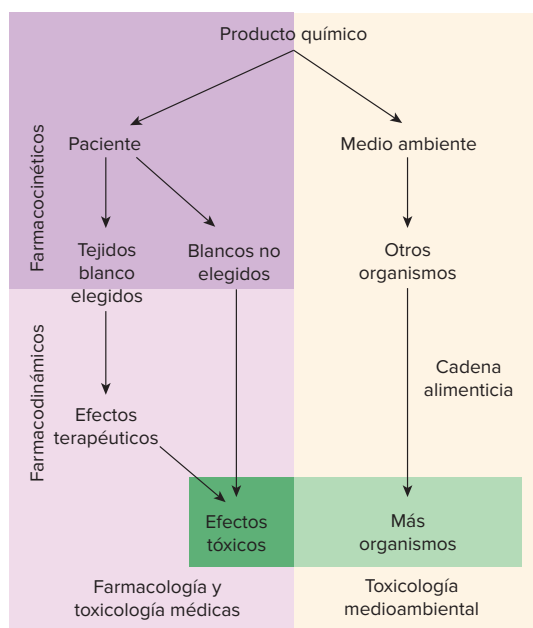 Producto químico
Paciente
Medio ambiente
Farmacocinéticos
Tejidos
blanco
elegidos
Blancos no
elegidos
Otros
organismos
Farmacodinámicos
Cadena
alimenticia
Efectos
terapéuticos
Efectos
tóxicos
Más
organismos
Farmacología y
toxicología médicas
Toxicología
medioambiental